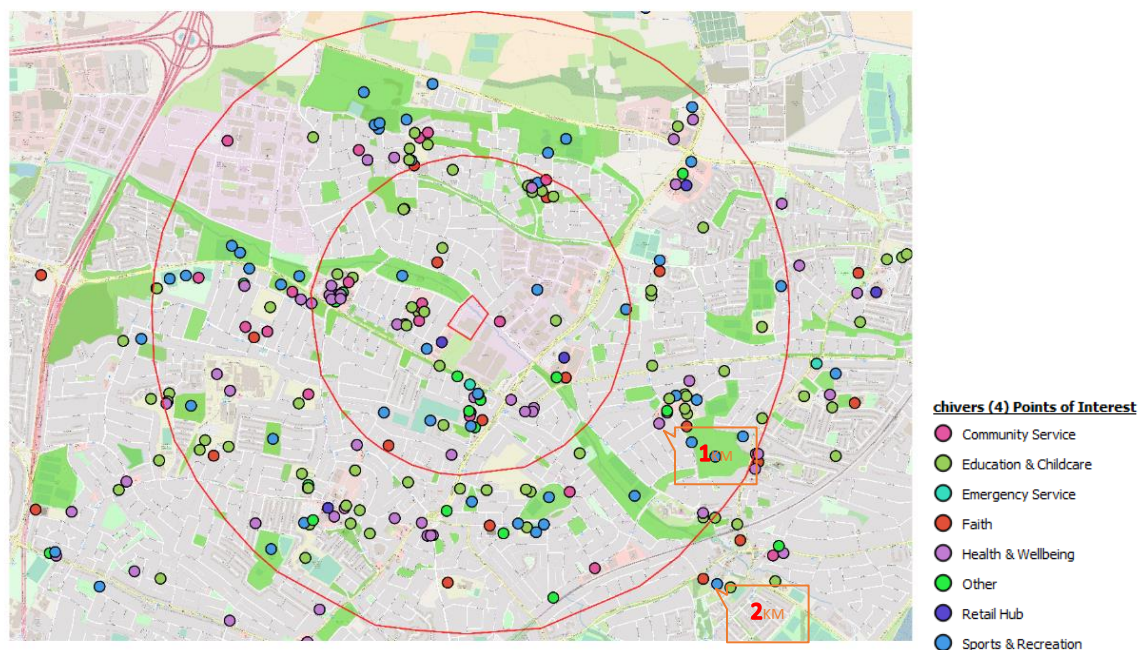 chivers (4) Points of Interest
Community Service
Education & Childcare
Emergency Service
Faith
Health & Wellbeing
Other
Retail Hub
Sports & Recreation
1KM
2KM